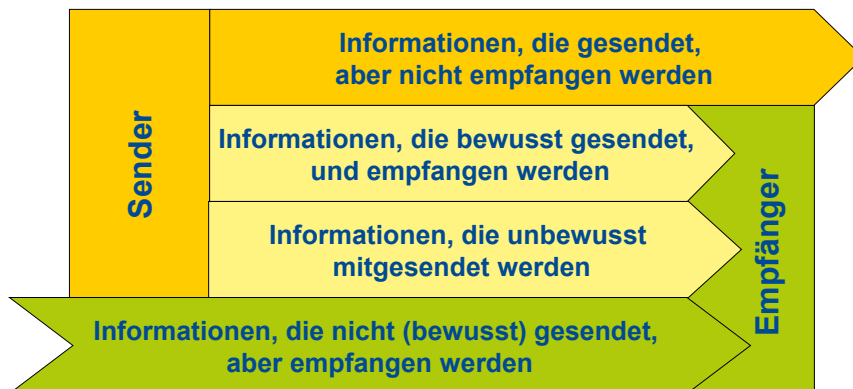 Informationen, die gesendet,
aber nicht empfangen werden
Sender
Informationen, die bewusst gesendet,
und empfangen werden
Informationen, die unbewusst
mitgesendet werden
Empfänger
Informationen, die nicht (bewusst) gesendet,
aber empfangen werden